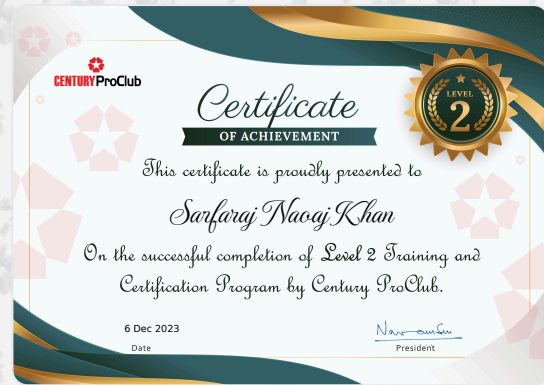 CENTURY ProClub
LEVEL
2
Certificate
OF ACHIEVEMENT
This certificate is proudly presented to
Sarfaraj Navaj Khan
On the successful completion of Level 2 Training and
Certification Program by Century ProClub.
6 Dec 2023
Date
President